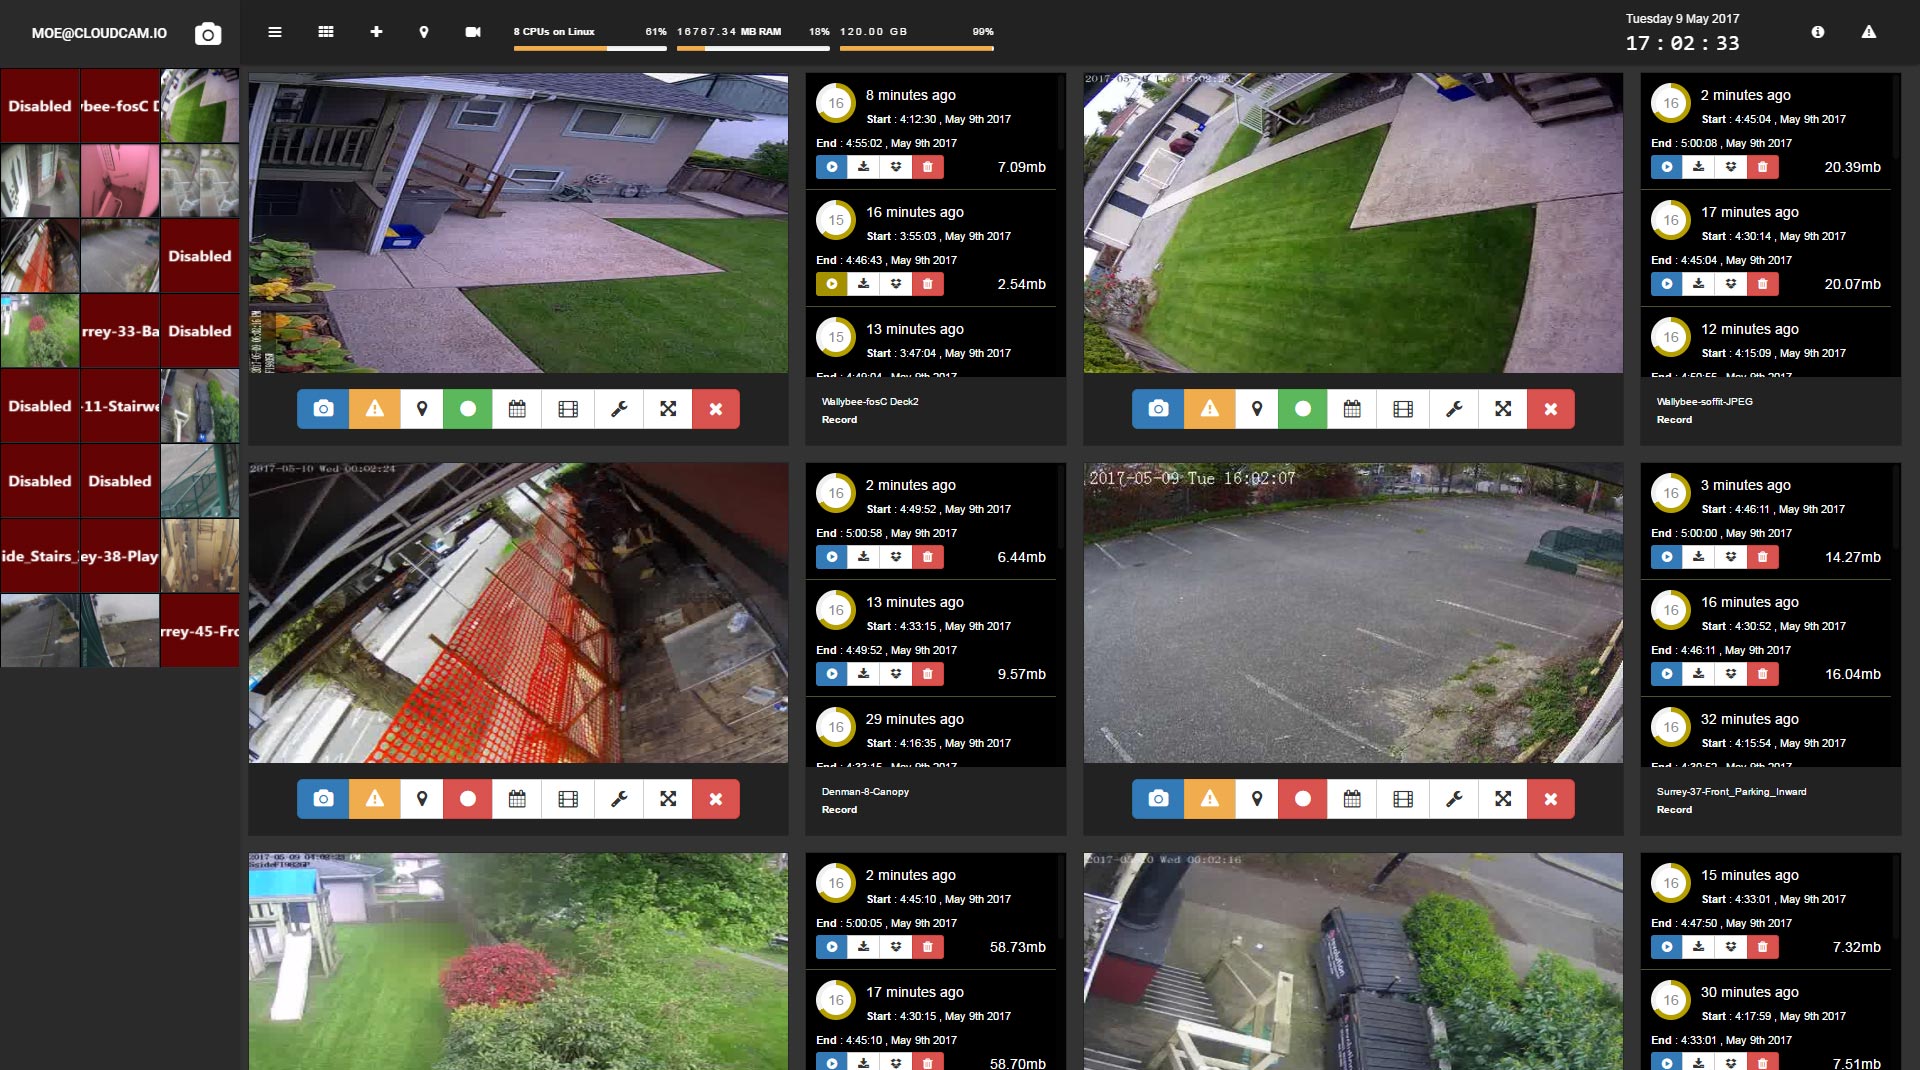 MOE@CLOUDCAM.IO
8 CPUs on Linux 61%
16767.34 MB RAM 18%
120.00 GB 99%
Tuesday 9 May 2017
17 : 02 : 33
Disabled
Disabled
rrey-33-Ba
Disabled
Disabled
-11-Stairwe
Disabled
Disabled
ide_Stairs
ey-38-Play
rrey-45-Fro
16
8 minutes ago
Start : 4:12:30 , May 9th 2017
End : 4:55:02 , May 9th 2017
7.09mb
15
16 minutes ago
Start : 3:55:03 , May 9th 2017
End : 4:46:43 , May 9th 2017
2.54mb
15
13 minutes ago
Start : 3:47:04 , May 9th 2017
Wallybee-fosC Deck2
Record
16
2 minutes ago
Start : 4:45:04 , May 9th 2017
End : 5:00:08 , May 9th 2017
20.39mb
16
17 minutes ago
Start : 4:30:14 , May 9th 2017
End : 4:45:04 , May 9th 2017
20.07mb
16
12 minutes ago
Start : 4:15:09 , May 9th 2017
Wallybee-soffit-JPEG
Record
2017-05-10 Wed 00:02:24
16
2 minutes ago
Start : 4:49:52 , May 9th 2017
End : 5:00:58 , May 9th 2017
6.44mb
16
13 minutes ago
Start : 4:33:15 , May 9th 2017
End : 4:49:52 , May 9th 2017
9.57mb
16
29 minutes ago
Start : 4:16:35 , May 9th 2017
Denman-8-Canopy
Record
2017-05-09 Tue 16:02:07
16
3 minutes ago
Start : 4:46:11 , May 9th 2017
End : 5:00:00 , May 9th 2017
14.27mb
16
16 minutes ago
Start : 4:30:52 , May 9th 2017
End : 4:46:11 , May 9th 2017
16.04mb
16
32 minutes ago
Start : 4:15:54 , May 9th 2017
Surrey-37-Front_Parking_Inward
Record
16
2 minutes ago
Start : 4:45:10 , May 9th 2017
End : 5:00:05 , May 9th 2017
58.73mb
16
17 minutes ago
Start : 4:30:15 , May 9th 2017
End : 4:45:10 , May 9th 2017
58.70mb
2017-05-10 Wed 00:02:16
16
15 minutes ago
Start : 4:33:01 , May 9th 2017
End : 4:47:50 , May 9th 2017
7.32mb
16
30 minutes ago
Start : 4:17:59 , May 9th 2017
End : 4:33:01 , May 9th 2017
7.51mb